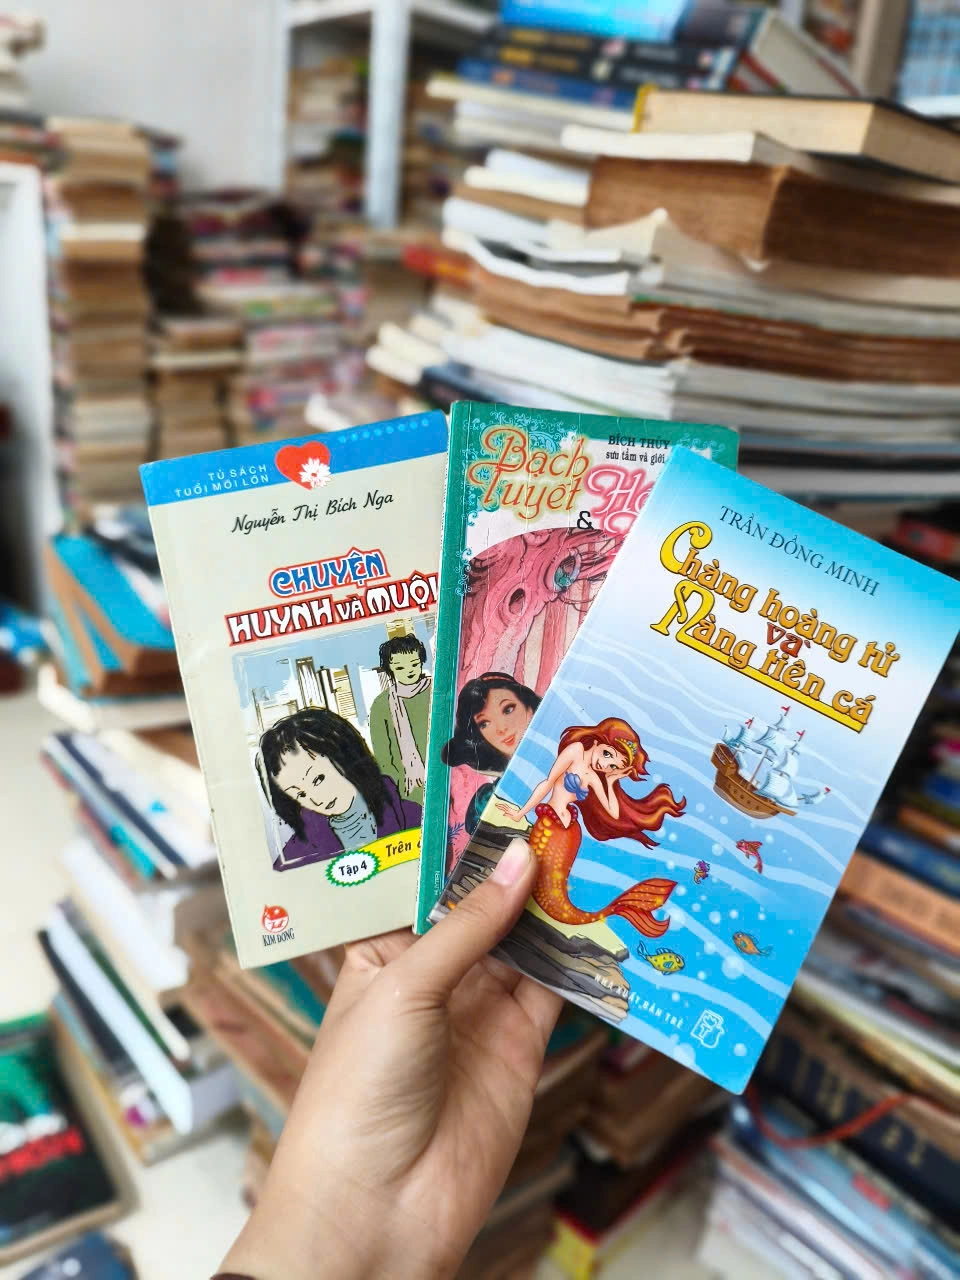 TỦ SÁCH
TUỔI MỚI LỚN
Nguyễn Thị Bích Nga
CHUYỆN
HUYNH VÀ MUỘI
Tập 4
Trên
KIM ĐỒNG
BÍCH THỦY
sưu tầm và giới
Bạch
Tuyết
&
TRẦN ĐỒNG MINH
Chàng hoàng tử
và
Nàng tiên cá
NHÀ XUẤT BẢN TRẺ